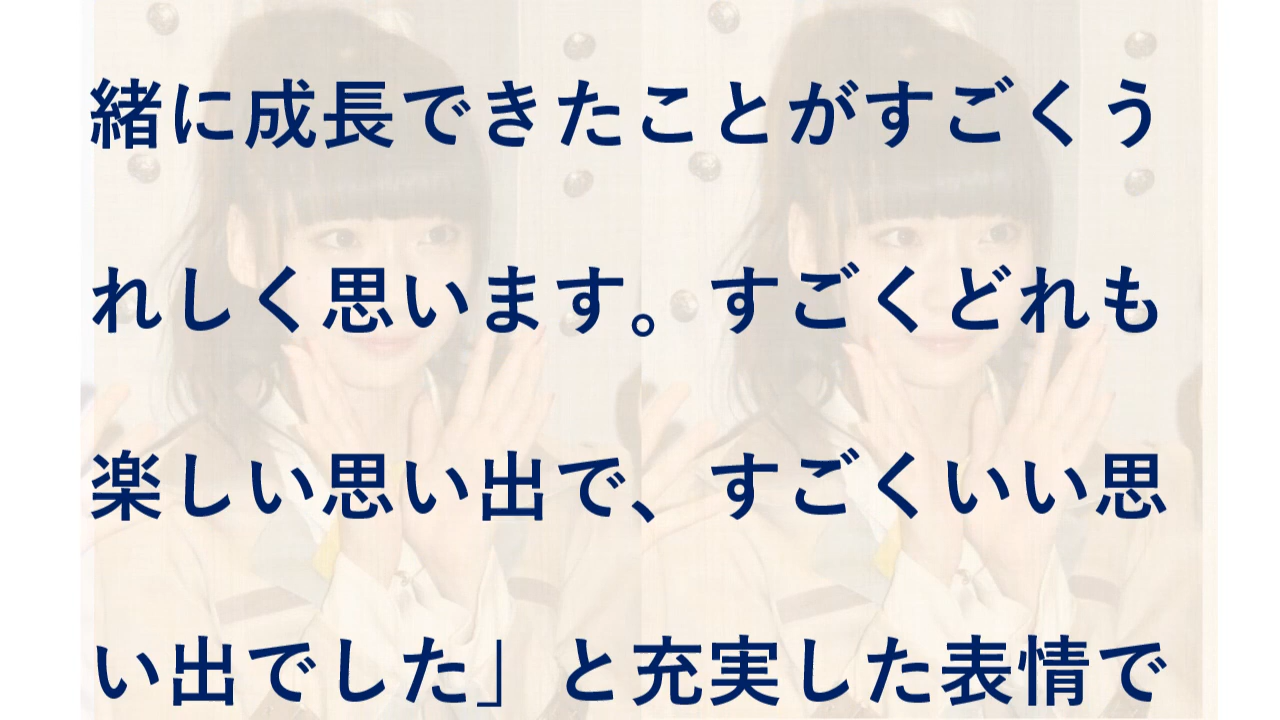 緒に成長できたことがすごくう
れしく思います。すごくどれも
楽しい思い出で、すごくいい思
い出でした」と充実した表情で